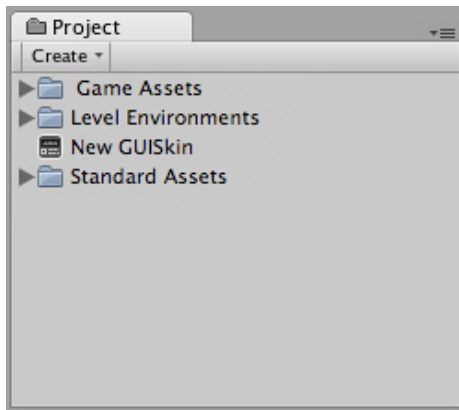 Project
Create
Game Assets
Level Environments
New GUISkin
Standard Assets